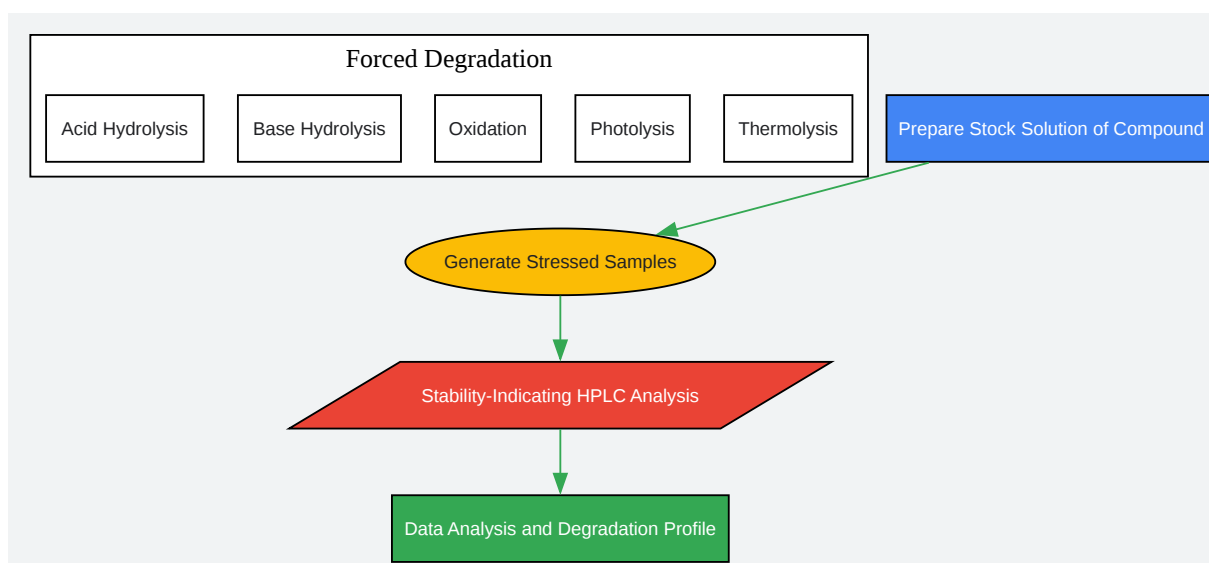 Forced Degradation
Acid Hydrolysis
Base Hydrolysis
Oxidation
Photolysis
Thermolysis
Prepare Stock Solution of Compound
Generate Stressed Samples
Stability-Indicating HPLC Analysis
Data Analysis and Degradation Profile